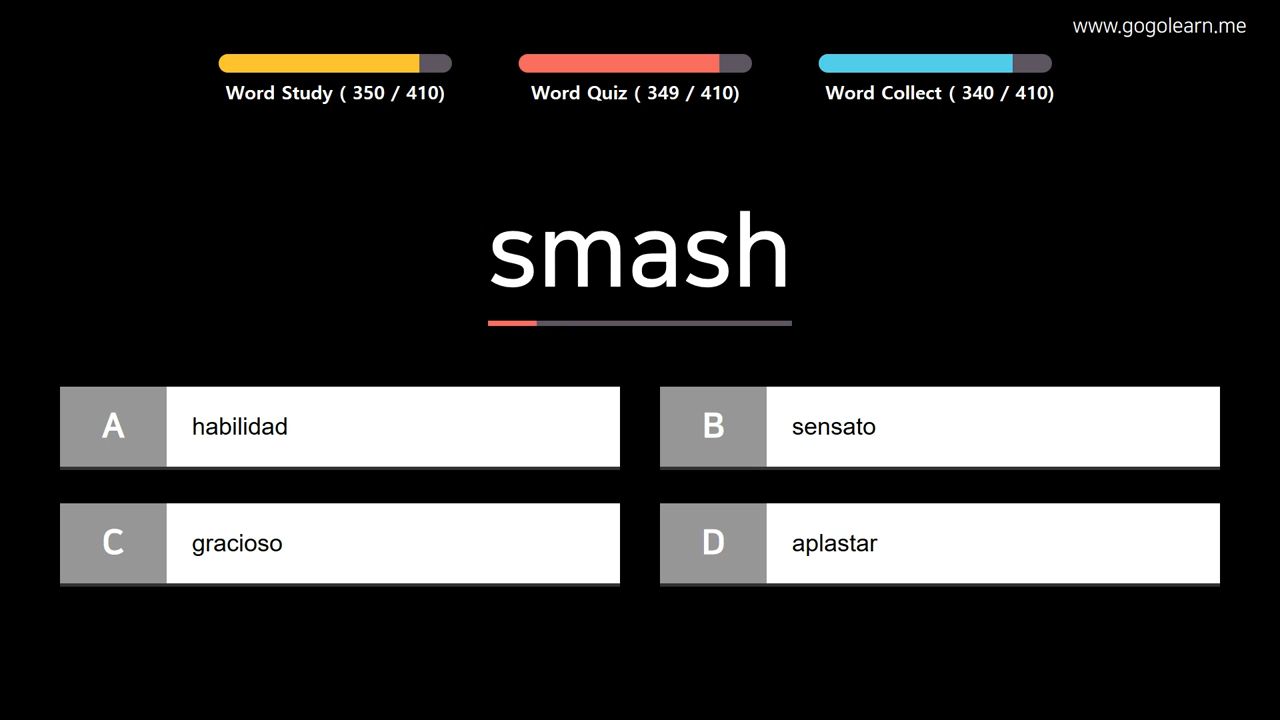 www.gogolearn.me
Word Study ( 350 / 410)
Word Quiz ( 349 / 410)
Word Collect ( 340 / 410)
smash
A habilidad
B sensato
C gracioso
D aplastar